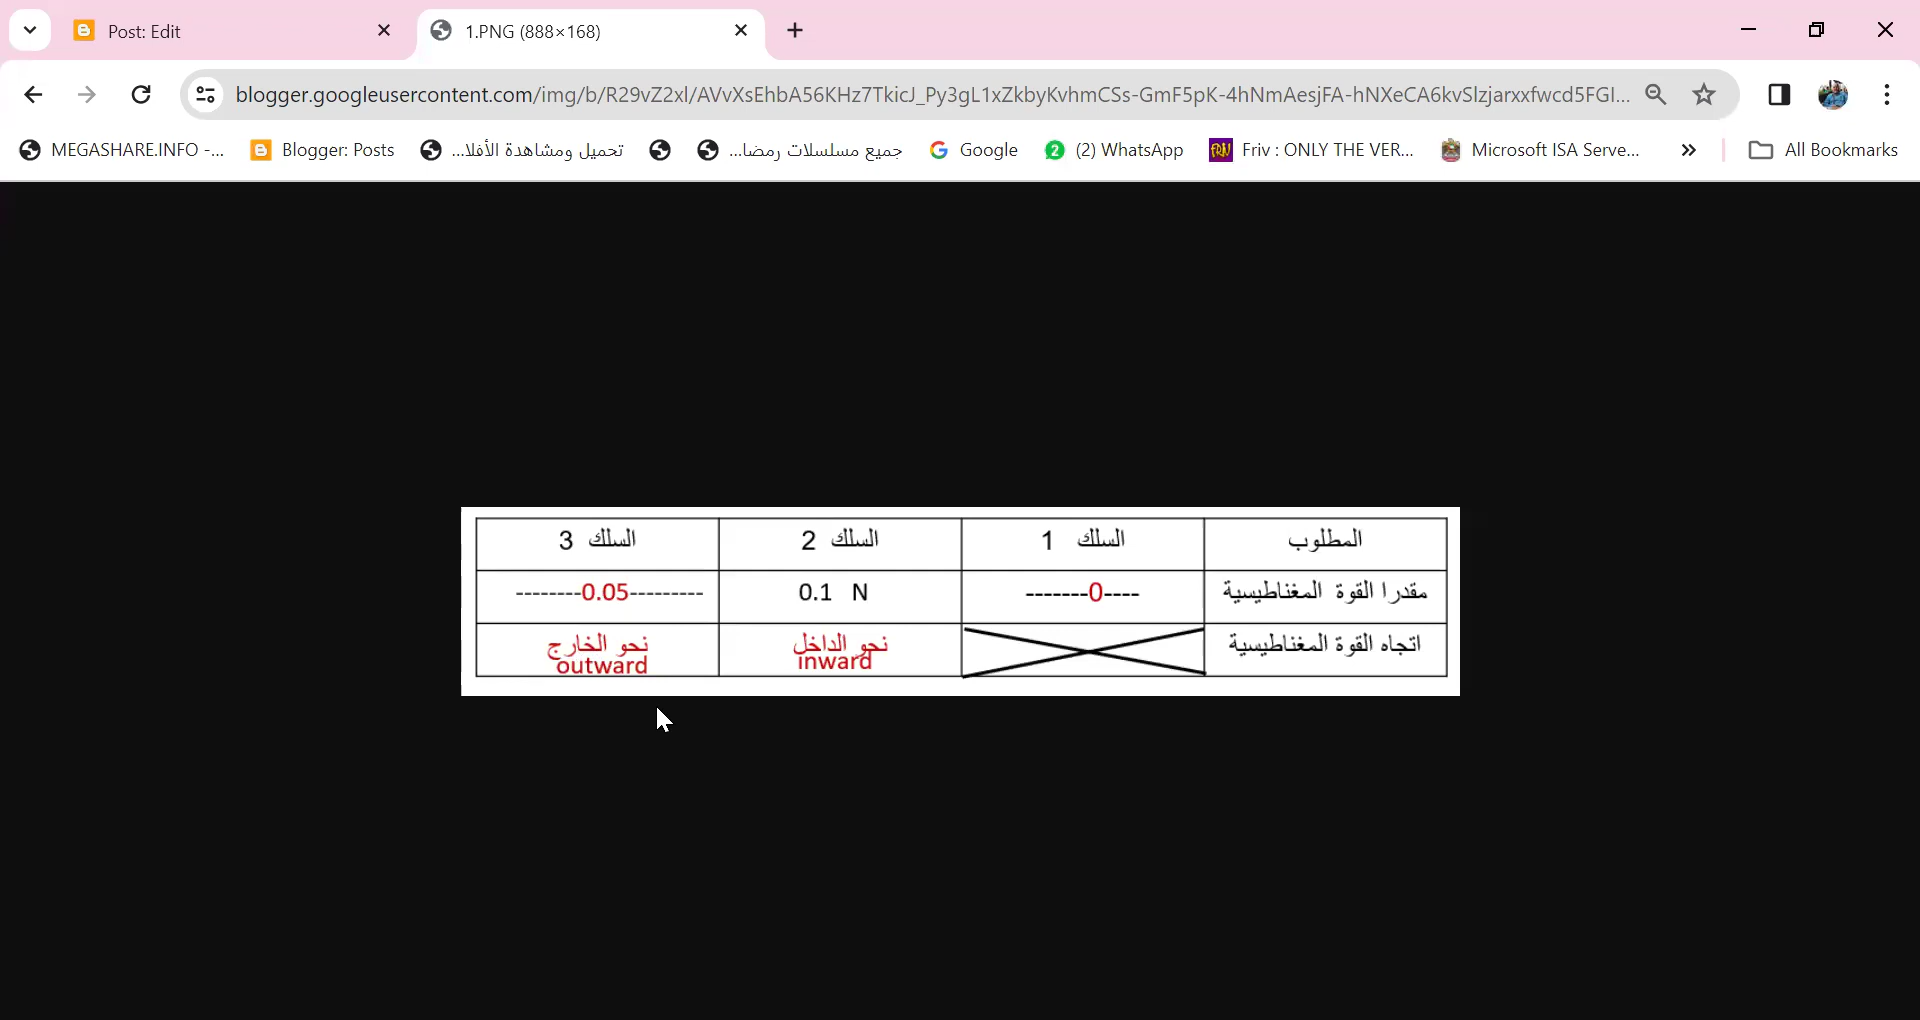 Post: Edit
1.PNG (888×168)
blogger.googleusercontent.com/img/b/R29vZ2xl/AVvXsEhbA56KHz7TkicJ_Py3gL1xZkbyKvhmCSs-GmF5pK-4hNmAesjFA-hNXeCA6kvSlzjarxxfwcd5FGI...
MEGASHARE.INFO -... Blogger: Posts تحميل ومشاهدة الأفلا... جميع مسلسلات رمضا... Google (2) WhatsApp Friv : ONLY THE VER... Microsoft ISA Serve... » All Bookmarks
المطلوب السلك 1 السلك 2 السلك 3
مقدرا القوة المغناطيسية -------0---- 0.1 N --------0.05---------
اتجاه القوة المغناطيسية نحو الداخل نحو الخارج
inward outward